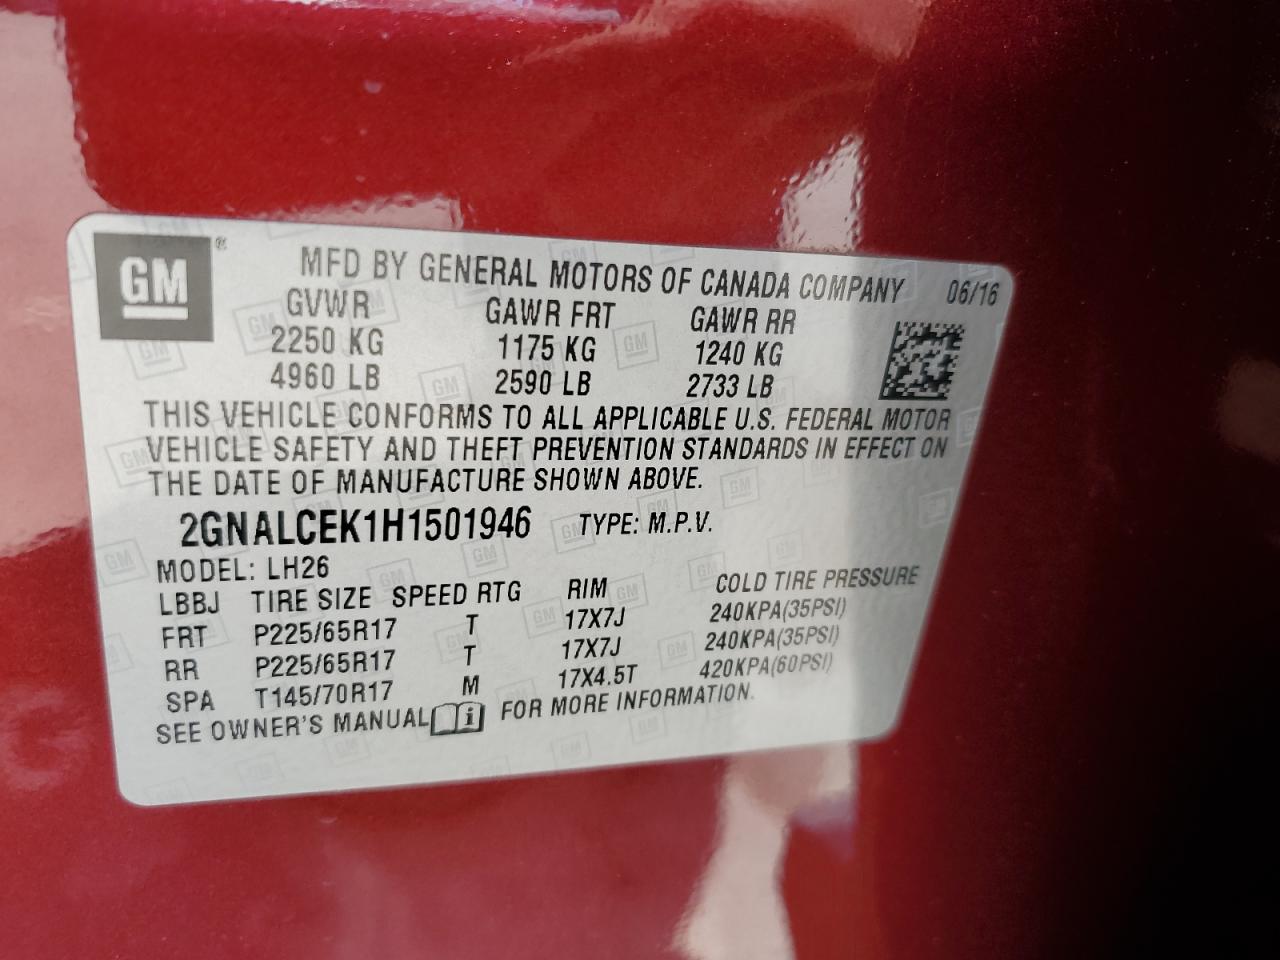 GM®
MFD BY GENERAL MOTORS OF CANADA COMPANY 06/16
GVWR GAWR FRT GAWR RR
2250 KG 1175 KG 1240 KG
4960 LB 2590 LB 2733 LB
THIS VEHICLE CONFORMS TO ALL APPLICABLE U.S. FEDERAL MOTOR
VEHICLE SAFETY AND THEFT PREVENTION STANDARDS IN EFFECT ON
THE DATE OF MANUFACTURE SHOWN ABOVE.
2GNALCEK1H1501946 TYPE: M.P.V.
MODEL: LH26
LBBJ TIRE SIZE SPEED RTG RIM COLD TIRE PRESSURE
FRT P225/65R17 T 17X7J 240KPA(35PSI)
RR P225/65R17 T 17X7J 240KPA(35PSI)
SPA T145/70R17 M 17X4.5T 420KPA(60PSI)
SEE OWNER'S MANUAL i FOR MORE INFORMATION.